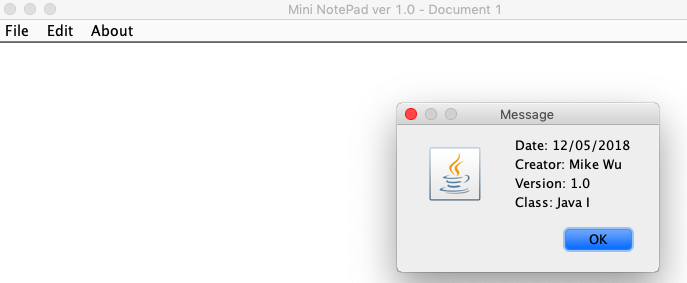 Mini NotePad ver 1.0 - Document 1
File Edit About
Message
Date: 12/05/2018
Creator: Mike Wu
Version: 1.0
Class: Java I
OK